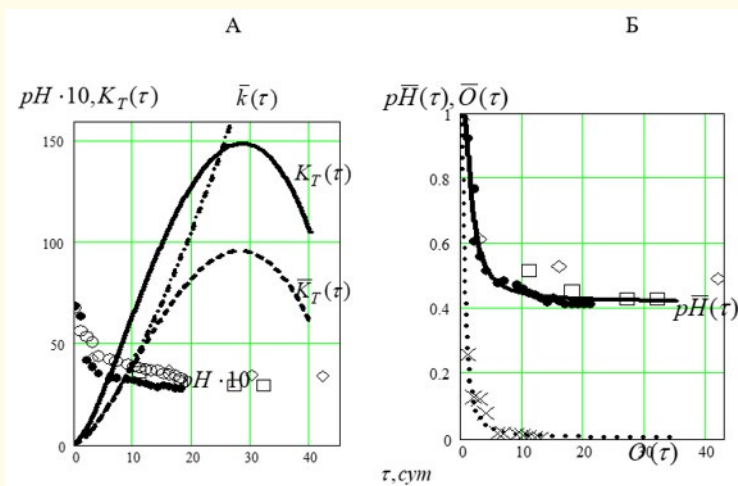 А
Б
pH ·10, K_T(τ)
k̄(τ)
pH̄(τ), Ō(τ)
150
100
50
0
K_T(τ)
K̄_T(τ)
pH ·10
0 10 20 30 40
1
0.8
0.6
0.4
0.2
0
pH̄(τ)
O(τ)
0 20 40
τ, сут